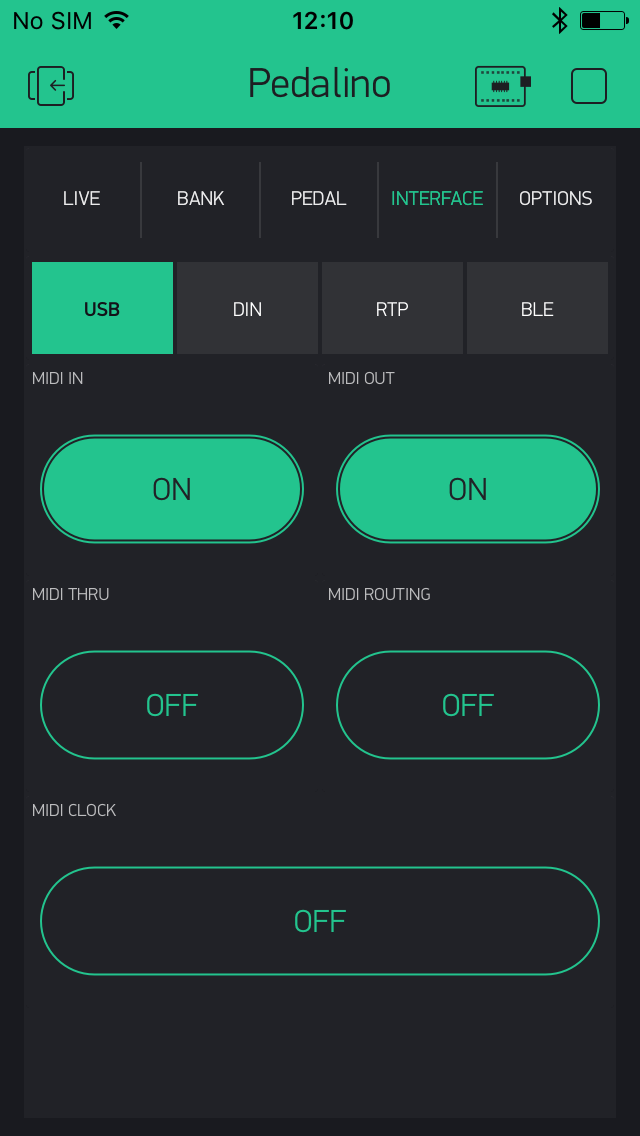 No SIM 12:10
Pedalino
LIVE BANK PEDAL INTERFACE OPTIONS
USB DIN RTP BLE
MIDI IN MIDI OUT
ON ON
MIDI THRU MIDI ROUTING
OFF OFF
MIDI CLOCK
OFF